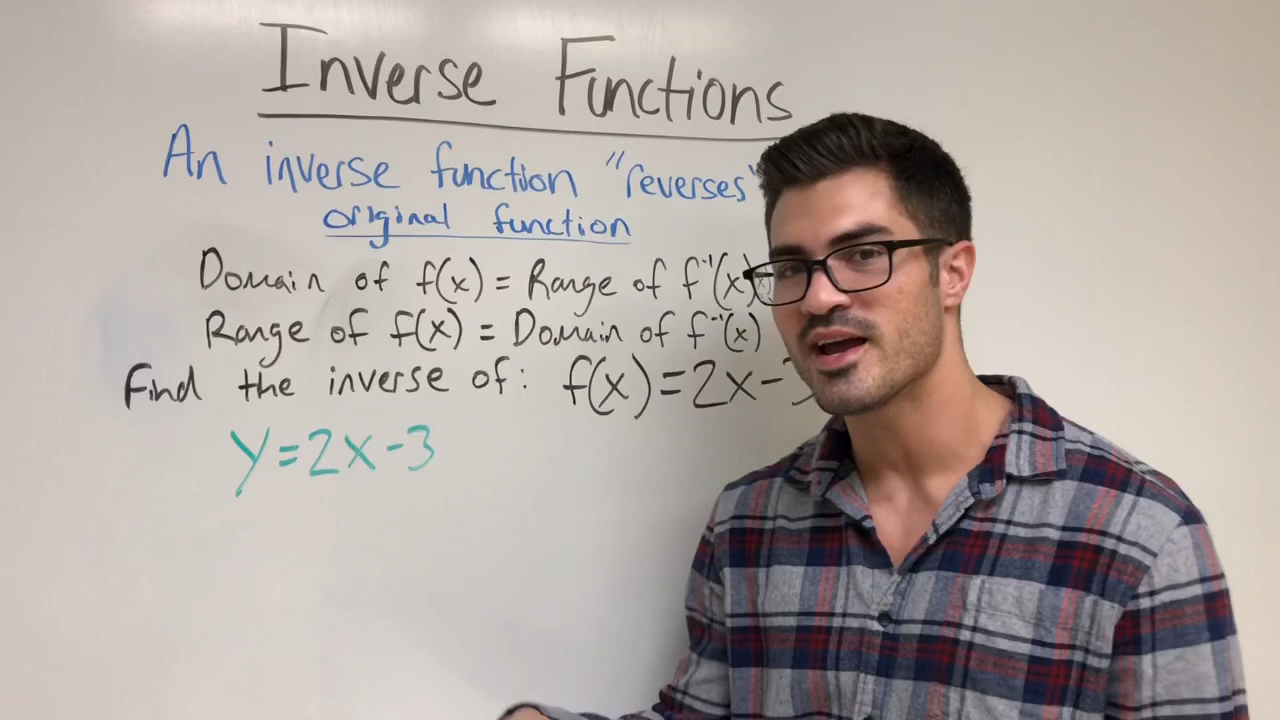 Inverse Functions
An inverse function "reverses"
original function
Domain of f(x) = Range of f⁻¹(x)
Range of f(x) = Domain of f⁻¹(x)
Find the inverse of: f(x)=2x-3
y=2x-3